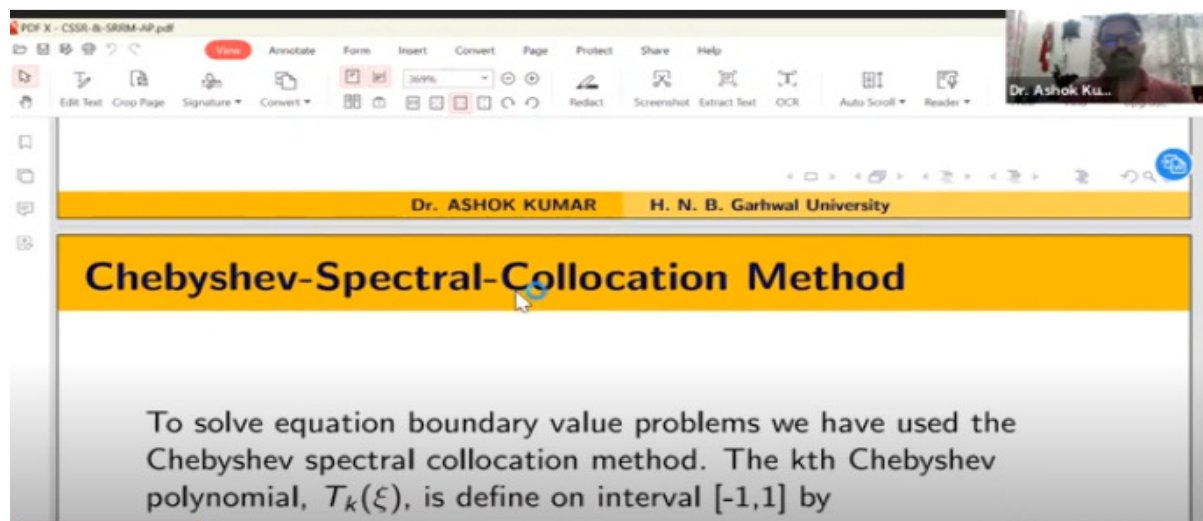 PDF X - CSSR-&-SRRM-AP.pdf
View Annotate Form Insert Convert Page Protect Share Help
369%
Edit Text Crop Page Signature Convert Redact Screenshot Extract Text OCR Auto Scroll Reader
Dr. Ashok Ku...
Dr. ASHOK KUMAR H. N. B. Garhwal University
Chebyshev-Spectral-Collocation Method
To solve equation boundary value problems we have used the
Chebyshev spectral collocation method. The kth Chebyshev
polynomial, T_k(ξ), is define on interval [-1,1] by